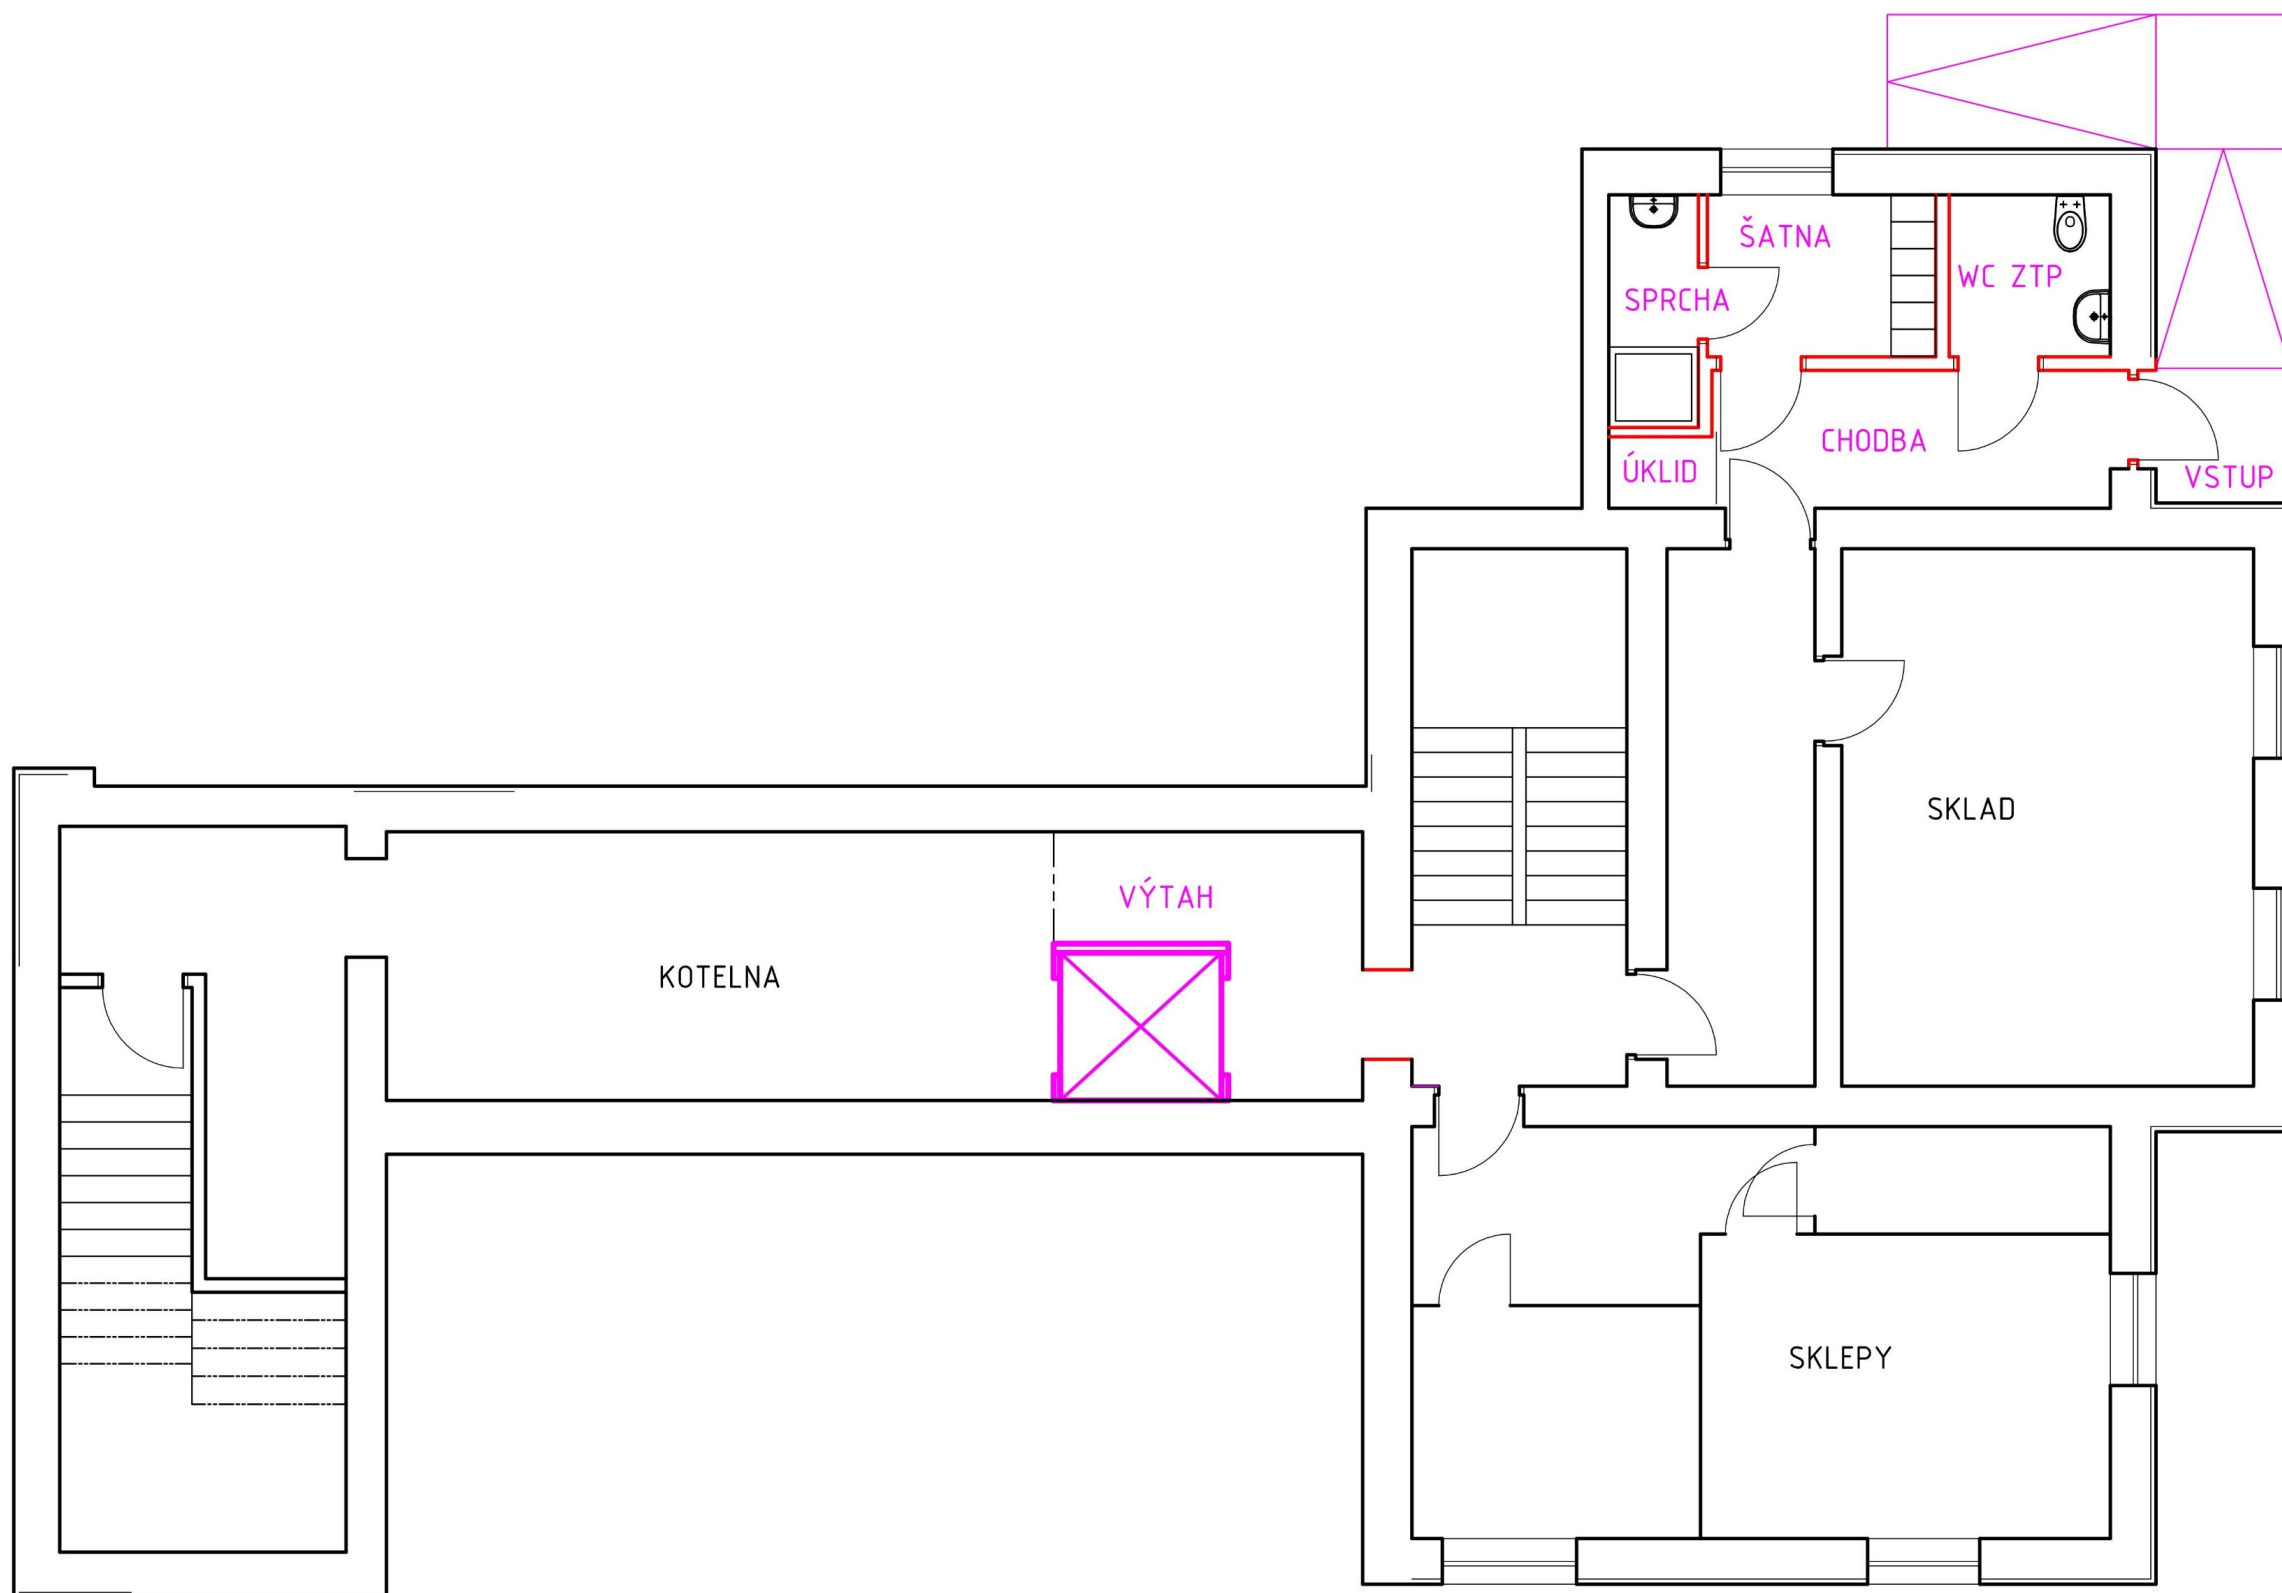 ŠATNA
WC ZTP
SPRCHA
CHODBA
ÚKLID
VSTUP
SKLAD
VÝTAH
KOTELNA
SKLEPY